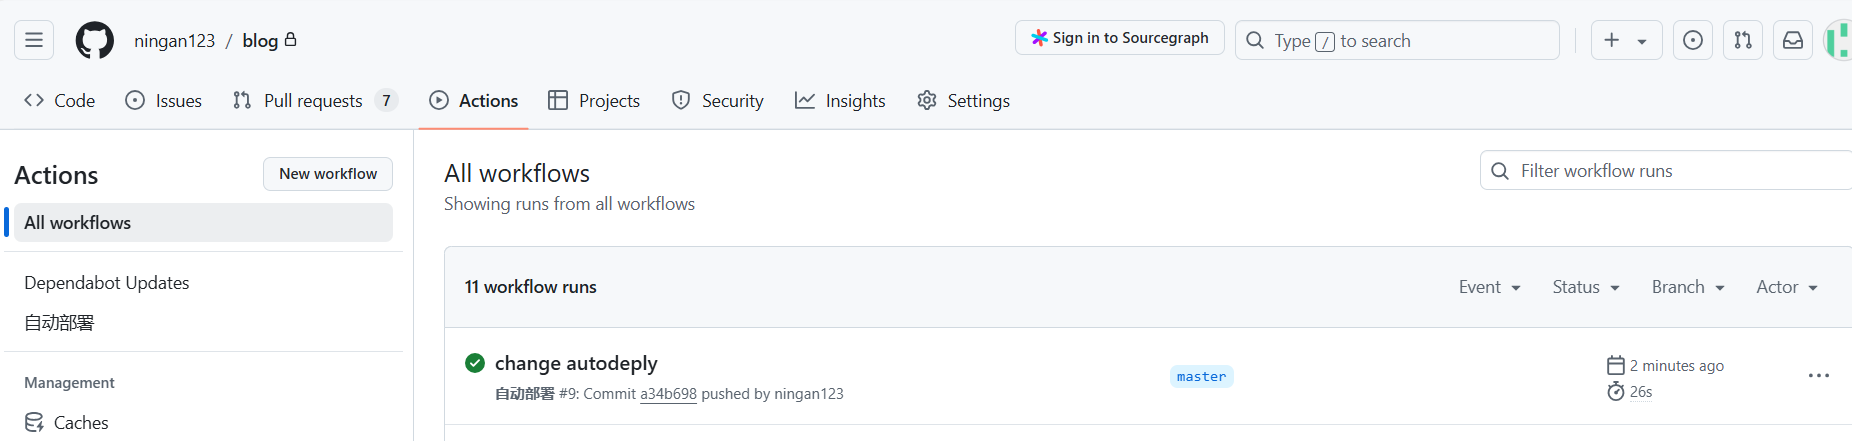 ningan123 / blog
Sign in to Sourcegraph
Type / to search
Code
Issues
Pull requests 7
Actions
Projects
Security
Insights
Settings
Actions
New workflow
All workflows
Dependabot Updates
自动部署
Management
Caches
All workflows
Showing runs from all workflows
Filter workflow runs
11 workflow runs
Event
Status
Branch
Actor
change autodeply
自动部署 #9: Commit a34b698 pushed by ningan123
master
2 minutes ago
26s